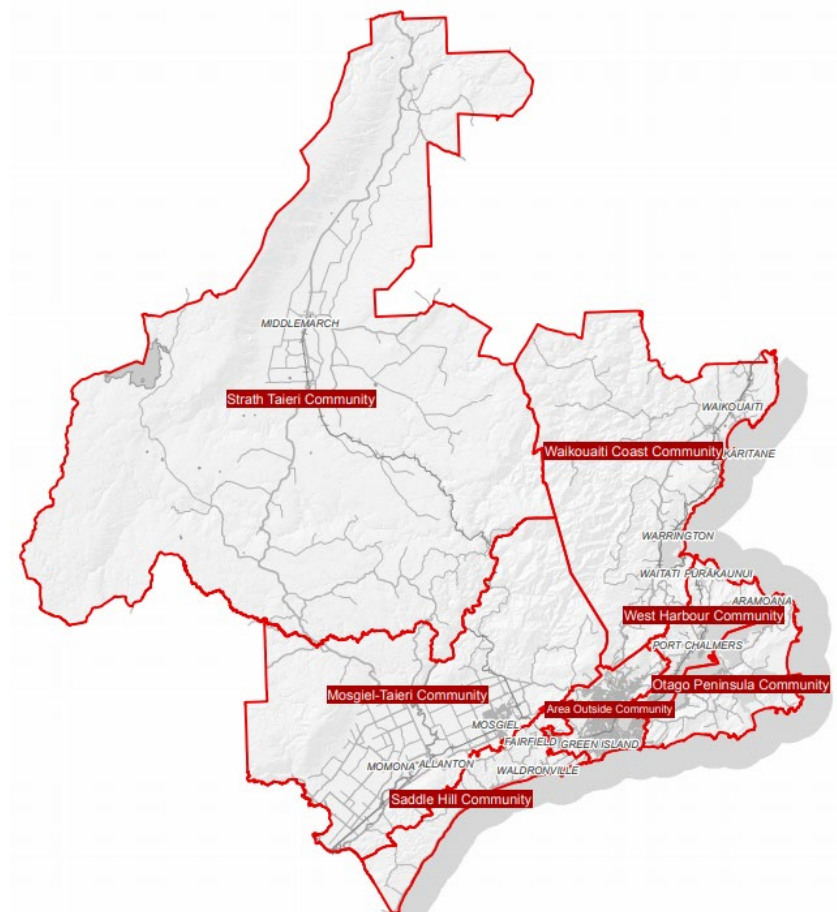 MIDDLEMARCH
Strath Taieri Community
WAIKOUAITI
Waikouaiti Coast Community
KARITANE
WARRINGTON
WAITATI
PŪRĀKAUNUI
ARAMOANA
West Harbour Community
PORT CHALMERS
Otago Peninsula Community
Mosgiel-Taieri Community
Area Outside Community
MOSGIEL
FAIRFIELD
GREEN ISLAND
MOMONA
ALLANTON
WALDRONVILLE
Saddle Hill Community